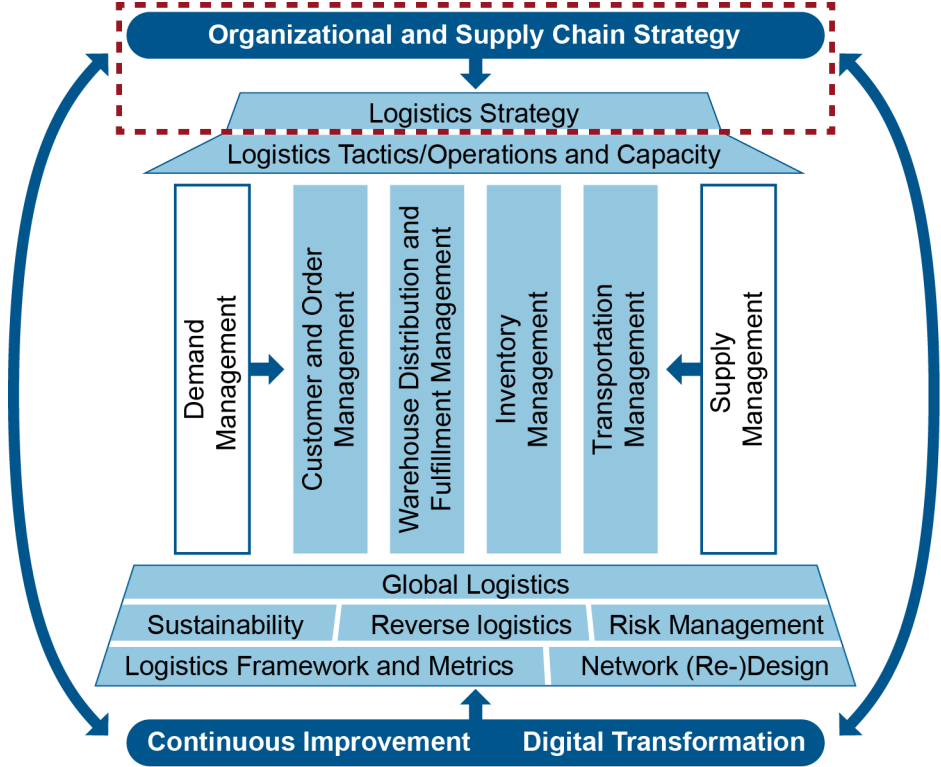 Organizational and Supply Chain Strategy
Logistics Strategy
Logistics Tactics/Operations and Capacity
Demand
Management
Customer and Order
Management
Warehouse Distribution and
Fulfillment Management
Inventory
Management
Transportation
Management
Supply
Management
Global Logistics
Sustainability
Reverse logistics
Risk Management
Logistics Framework and Metrics
Network (Re-)Design
Continuous Improvement
Digital Transformation